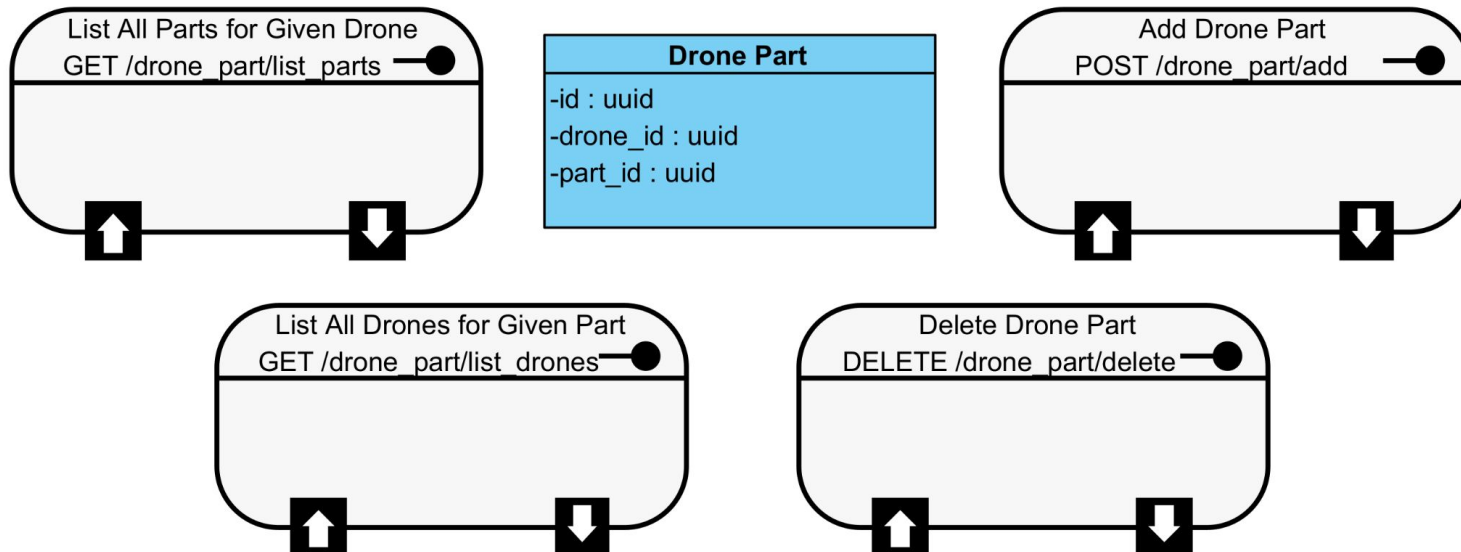 List All Parts for Given Drone
GET /drone_part/list_parts
Drone Part
-id : uuid
-drone_id : uuid
-part_id : uuid
Add Drone Part
POST /drone_part/add
List All Drones for Given Part
GET /drone_part/list_drones
Delete Drone Part
DELETE /drone_part/delete